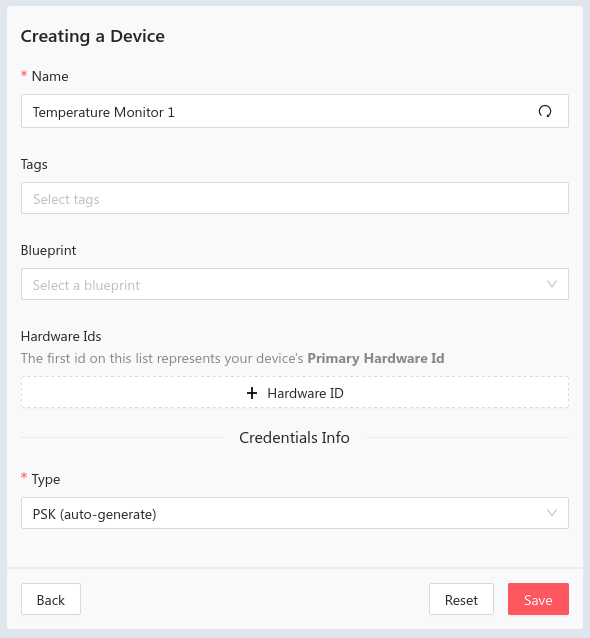 Creating a Device
* Name
Temperature Monitor 1
Tags
Select tags
Blueprint
Select a blueprint
Hardware Ids
The first id on this list represents your device's Primary Hardware Id
+ Hardware ID
Credentials Info
* Type
PSK (auto-generate)
Back Reset Save